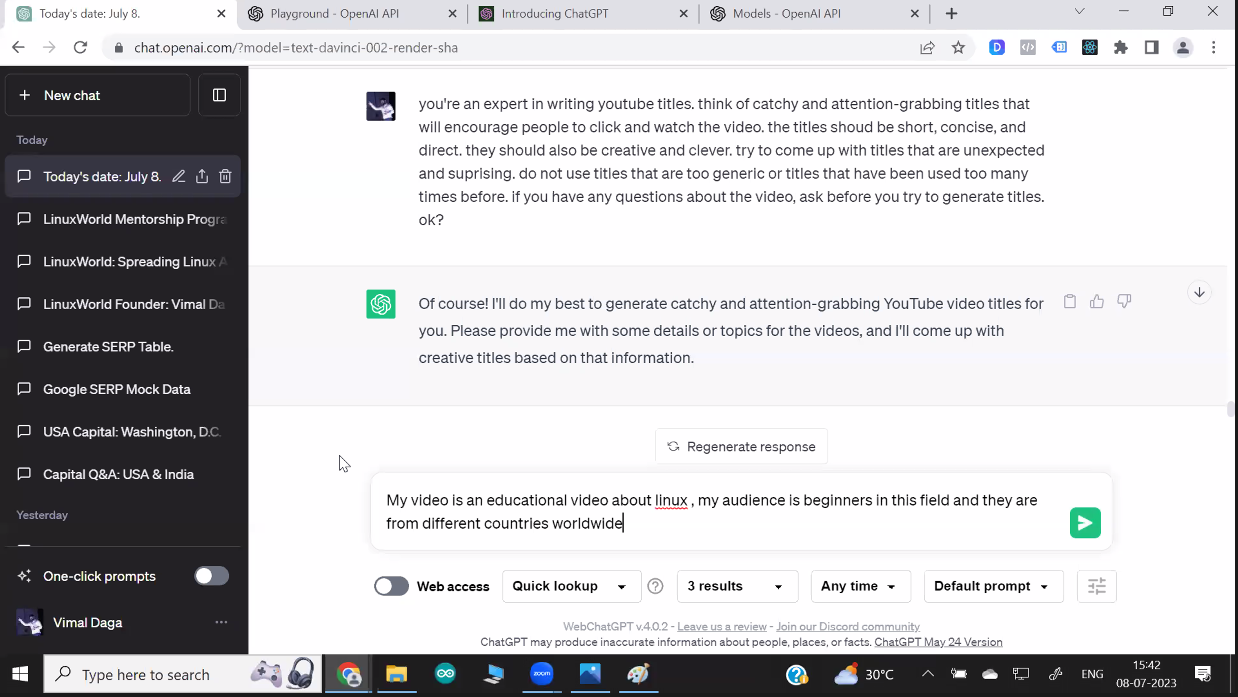 Today's date: July 8.
Playground - OpenAI API
Introducing ChatGPT
Models - OpenAI API
chat.openai.com/?model=text-davinci-002-render-sha
New chat
Today
Today's date: July 8.
LinuxWorld Mentorship Progra
LinuxWorld: Spreading Linux A
LinuxWorld Founder: Vimal Da
Generate SERP Table.
Google SERP Mock Data
USA Capital: Washington, D.C.
Capital Q&A: USA & India
Yesterday
One-click prompts
Vimal Daga
you're an expert in writing youtube titles. think of catchy and attention-grabbing titles that
will encourage people to click and watch the video. the titles shoud be short, concise, and
direct. they should also be creative and clever. try to come up with titles that are unexpected
and suprising. do not use titles that are too generic or titles that have been used too many
times before. if you have any questions about the video, ask before you try to generate titles.
ok?
Of course! I'll do my best to generate catchy and attention-grabbing YouTube video titles for
you. Please provide me with some details or topics for the videos, and I'll come up with
creative titles based on that information.
Regenerate response
My video is an educational video about linux , my audience is beginners in this field and they are
from different countries worldwide
Web access
Quick lookup
3 results
Any time
Default prompt
WebChatGPT v.4.0.2 - Leave us a review - Join our Discord community
ChatGPT may produce inaccurate information about people, places, or facts. ChatGPT May 24 Version
Type here to search
zoom
30°C
ENG
15:42
08-07-2023